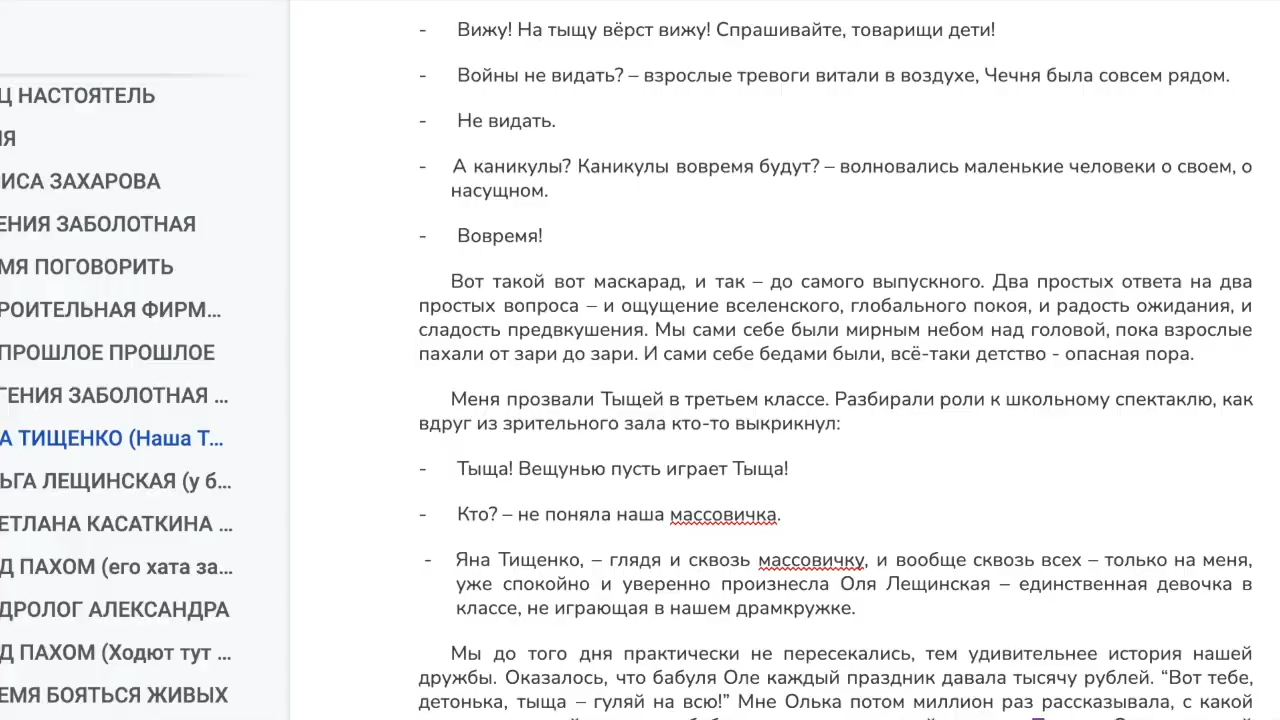 Ц НАСТОЯТЕЛЬ
ИСА ЗАХАРОВА
ЕНИЯ ЗАБОЛОТНАЯ
МЯ ПОГОВОРИТЬ
РОИТЕЛЬНАЯ ФИРМ...
ПРОШЛОЕ ПРОШЛОЕ
ГЕНИЯ ЗАБОЛОТНАЯ ...
А ТИЩЕНКО (Наша Т...
ЬГА ЛЕЩИНСКАЯ (у б...
ЕТЛАНА КАСАТКИНА ...
Д ПАХОМ (его хата за...
ДРОЛОГ АЛЕКСАНДРА
Д ПАХОМ (Ходют тут ...
ЕМЯ БОЯТЬСЯ ЖИВЫХ
- Вижу! На тыщу вёрст вижу! Спрашивайте, товарищи дети!
- Войны не видать? – взрослые тревоги витали в воздухе, Чечня была совсем рядом.
- Не видать.
- А каникулы? Каникулы вовремя будут? – волновались маленькие человеки о своем, о
насущном.
- Вовремя!
Вот такой вот маскарад, и так – до самого выпускного. Два простых ответа на два
простых вопроса – и ощущение вселенского, глобального покоя, и радость ожидания, и
сладость предвкушения. Мы сами себе были мирным небом над головой, пока взрослые
пахали от зари до зари. И сами себе бедами были, всё-таки детство - опасная пора.
Меня прозвали Тыщей в третьем классе. Разбирали роли к школьному спектаклю, как
вдруг из зрительного зала кто-то выкрикнул:
- Тыща! Вещунью пусть играет Тыща!
- Кто? – не поняла наша массовичка.
- Яна Тищенко, – глядя и сквозь массовичку, и вообще сквозь всех – только на меня,
уже спокойно и уверенно произнесла Оля Лещинская – единственная девочка в
классе, не играющая в нашем драмкружке.
Мы до того дня практически не пересекались, тем удивительнее история нашей
дружбы. Оказалось, что бабуля Оле каждый праздник давала тысячу рублей. “Вот тебе,
детонька, тыща – гуляй на всю!” Мне Олька потом миллион раз рассказывала, с какой